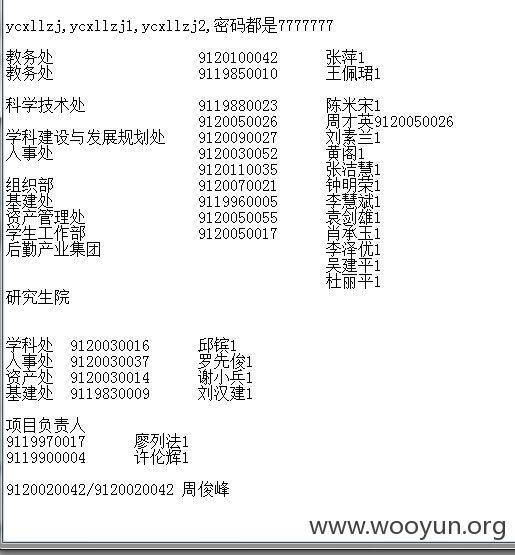 ycxllzj,ycxllzj1,ycxllzj2,密码都是7777777
教务处 9120100042 张萍1
教务处 9119850010 王佩珺1
科学技术处 9119880023 陈米宋1
9120050026 周才英9120050026
学科建设与发展规划处 9120090027 刘素兰1
人事处 9120030052 黄阁1
9120110035 张洁慧1
组织部 9120070021 钟明荣1
基建处 9119960005 李慧斌1
资产管理处 9120050055 袁剑雄1
学生工作部 9120050017 肖承玉1
后勤产业集团 李泽优1
吴建平1
杜丽平1
研究生院
学科处 9120030016 邱镔1
人事处 9120030037 罗先俊1
资产处 9120030014 谢小兵1
基建处 9119830009 刘汉建1
项目负责人
9119970017 廖列法1
9119900004 许伦辉1
9120020042/9120020042 周俊峰
www.wooyun.org